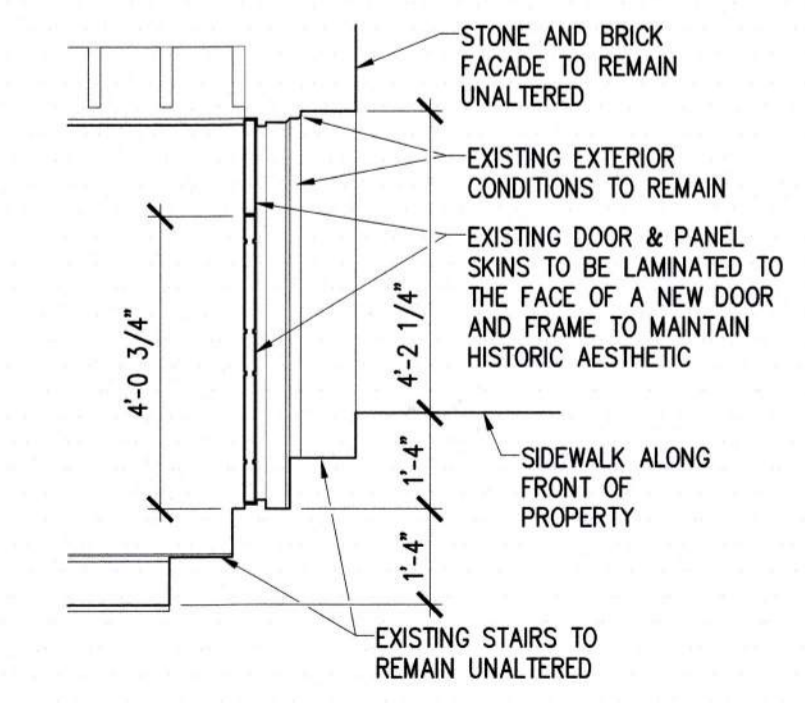 STONE AND BRICK
FACADE TO REMAIN
UNALTERED
EXISTING EXTERIOR
CONDITIONS TO REMAIN
EXISTING DOOR & PANEL
SKINS TO BE LAMINATED TO
THE FACE OF A NEW DOOR
AND FRAME TO MAINTAIN
HISTORIC AESTHETIC
4'-0 3/4"
4'-2 1/4"
SIDEWALK ALONG
FRONT OF
PROPERTY
1'-4"
1'-4"
EXISTING STAIRS TO
REMAIN UNALTERED